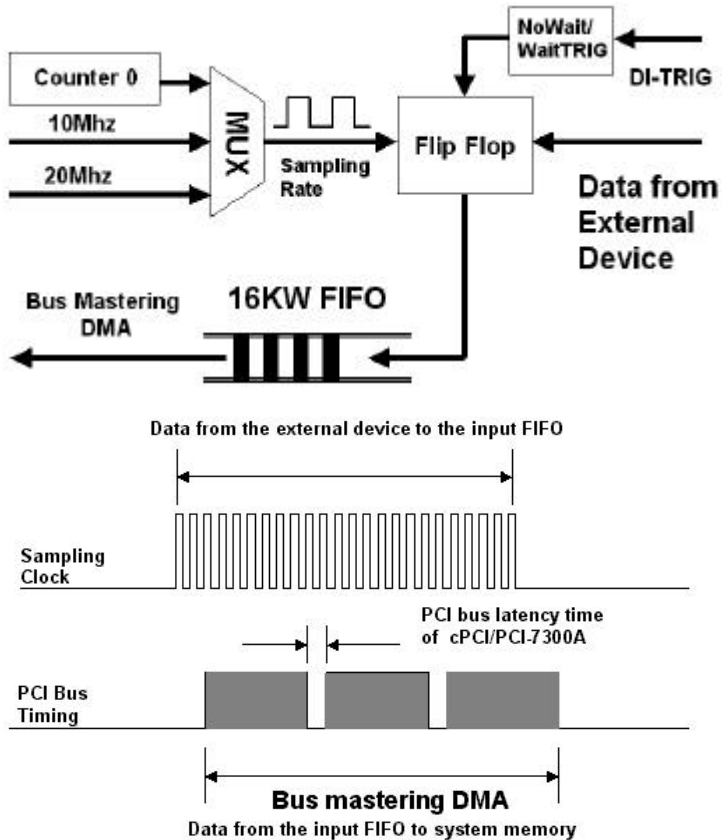 NoWait/
WaitTRIG
DI-TRIG
Counter 0
10Mhz
20Mhz
MUX
Sampling
Rate
Flip Flop
Data from
External
Device
Bus Mastering
DMA
16KW FIFO
Data from the external device to the input FIFO
Sampling
Clock
PCI bus latency time
of cPCI/PCI-7300A
PCI Bus
Timing
Bus mastering DMA
Data from the input FIFO to system memory